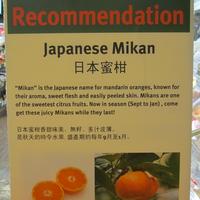 Recommendation
Japanese Mikan
日本蜜柑
“Mikan” is the Japanese name for mandarin oranges, known for
their aroma, sweet flesh and easily peeled skin. Mikans are one
of the sweetest citrus fruits. Now in season (Sept to Jan) , come
get these juicy Mikans while they last!
日本蜜柑香甜味美、無籽，多汁皮薄，
是秋天的時令水果，盛產期約每年9月至1月。